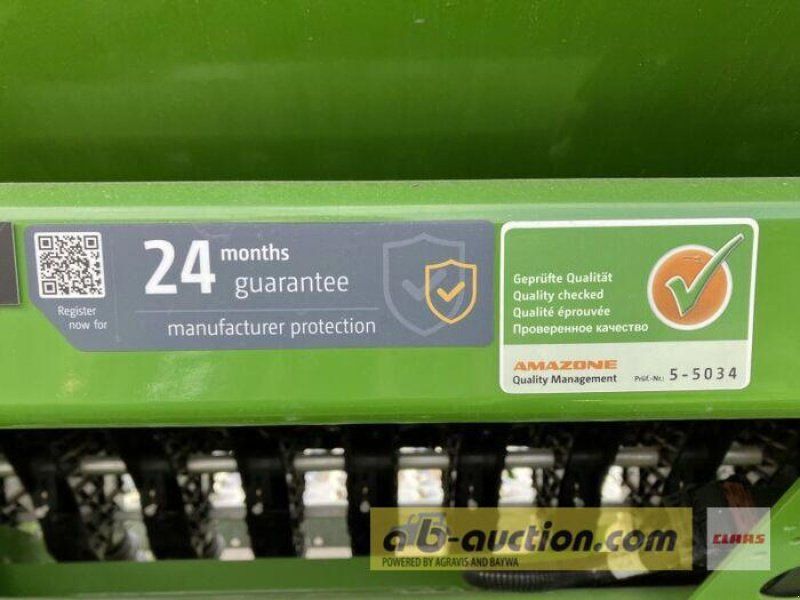 24 months
guarantee
Register
now for
manufacturer protection
Geprüfte Qualität
Quality checked
Qualité éprouvée
Проверенное качество
AMAZONE
Quality Management
Prüf.-Nr.: 5-5034
ab-auction.com
POWERED BY AGRAVIS AND BAYWA
CLAAS